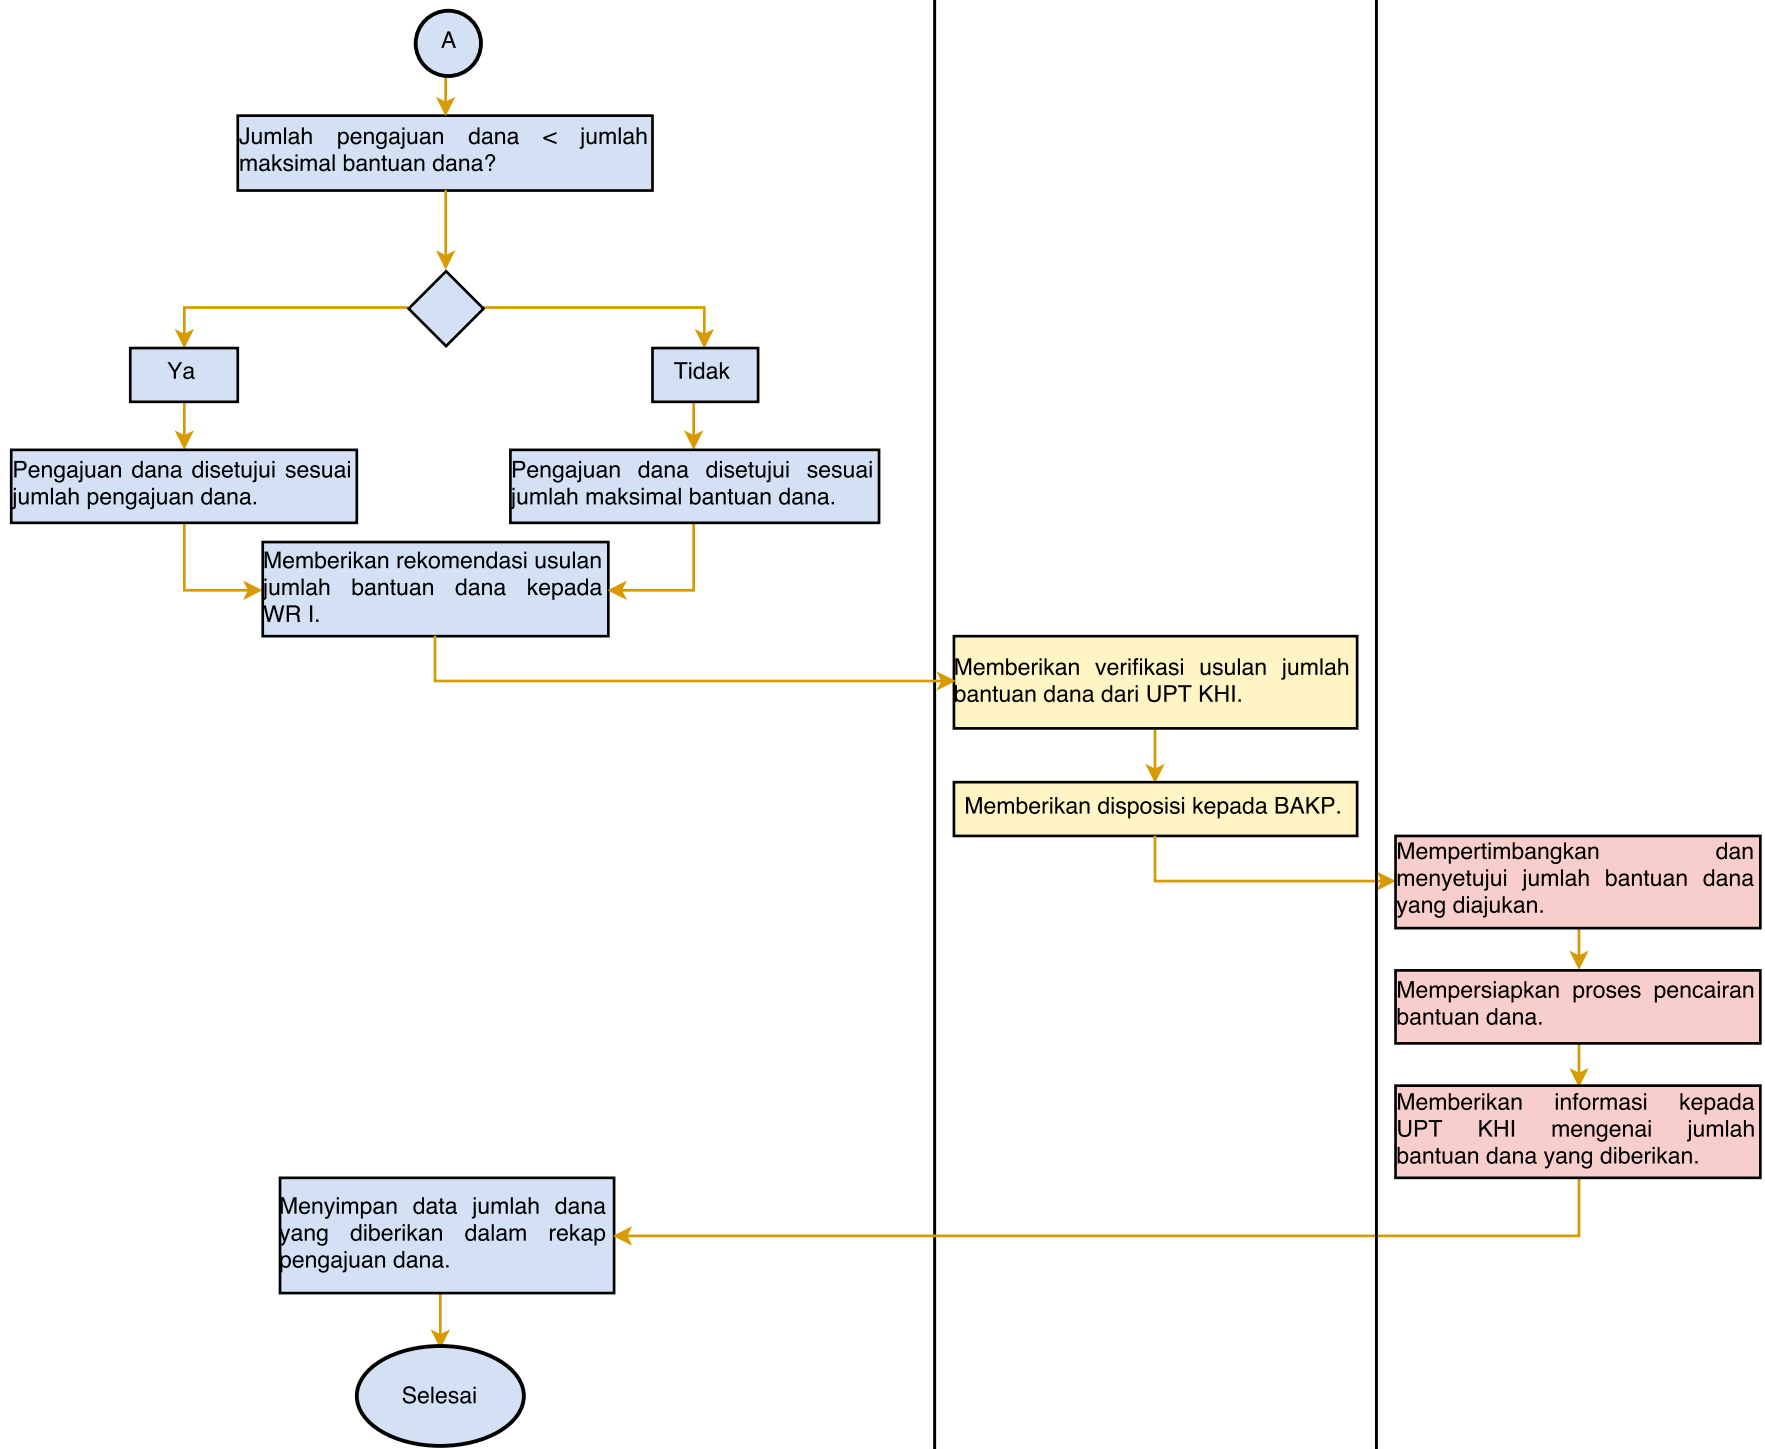 A
Jumlah pengajuan dana < jumlah
maksimal bantuan dana?
Ya
Tidak
Pengajuan dana disetujui sesuai
jumlah pengajuan dana.
Pengajuan dana disetujui sesuai
jumlah maksimal bantuan dana.
Memberikan rekomendasi usulan
jumlah bantuan dana kepada
WR I.
Memberikan verifikasi usulan jumlah
bantuan dana dari UPT KHI.
Memberikan disposisi kepada BAKP.
Mempertimbangkan dan
menyetujui jumlah bantuan dana
yang diajukan.
Mempersiapkan proses pencairan
bantuan dana.
Memberikan informasi kepada
UPT KHI mengenai jumlah
bantuan dana yang diberikan.
Menyimpan data jumlah dana
yang diberikan dalam rekap
pengajuan dana.
Selesai